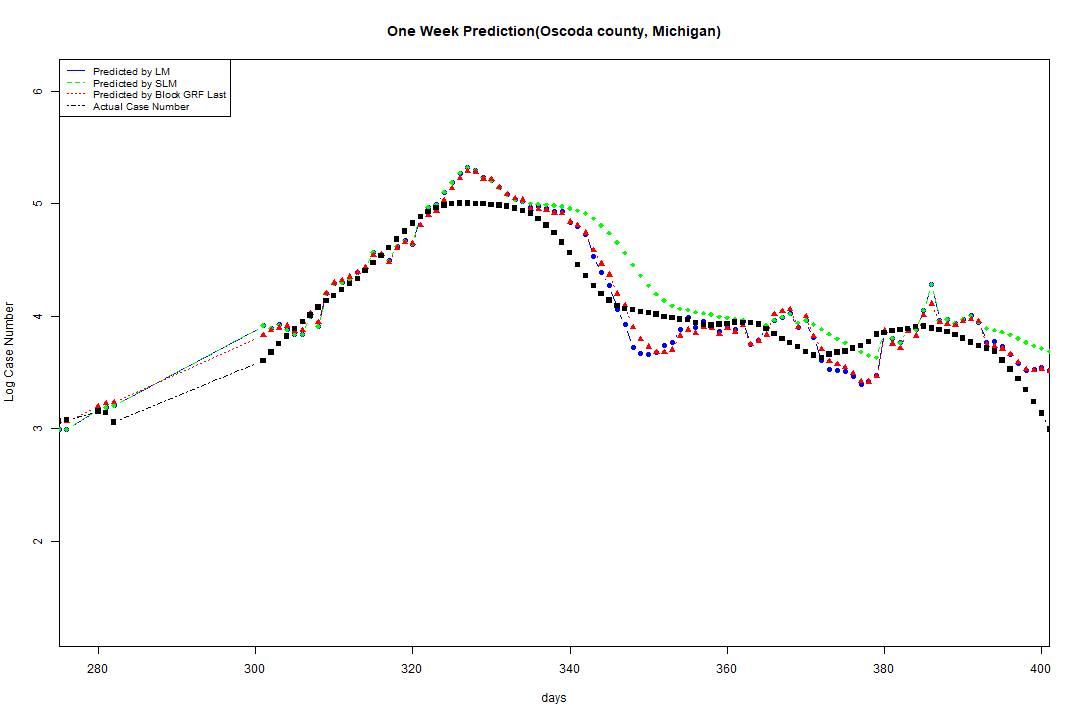 One Week Prediction(Oscoda county, Michigan)
Predicted by LM
Predicted by SLM
Predicted by Block GRF Last
Actual Case Number
6
5
4
3
2
Log Case Number
280
300
320
340
360
380
400
days